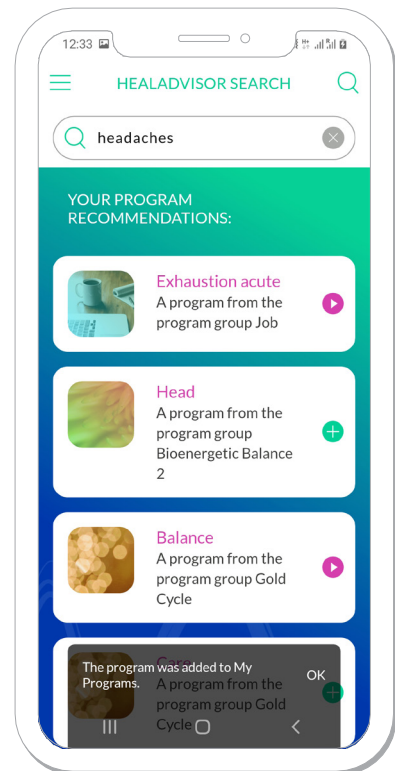 12:33
HEALADVISOR SEARCH
headaches
YOUR PROGRAM
RECOMMENDATIONS:
Exhaustion acute
A program from the
program group Job
Head
A program from the
program group
Bioenergetic Balance
2
Balance
A program from the
program group Gold
Cycle
Care
A program from the
program group Gold
Cycle
The program was added to My
Programs.
OK